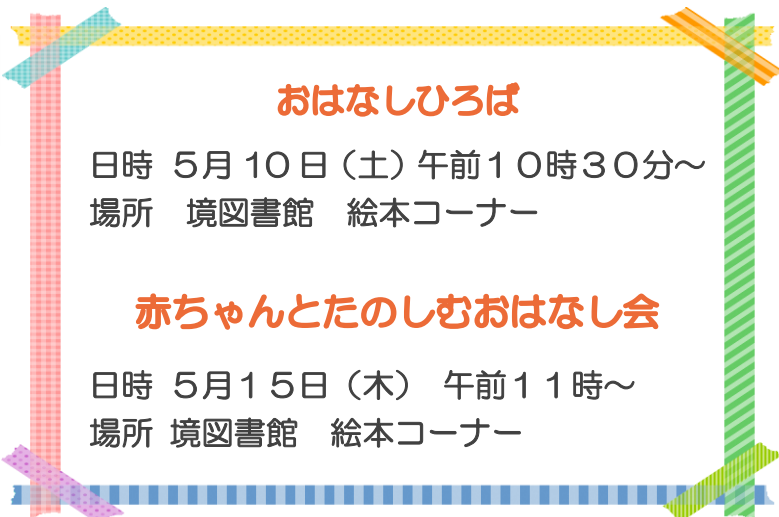 おはなしひろば
日時 ５月 10 日（土）午前１０時３０分～
場所　境図書館　絵本コーナー
赤ちゃんとたのしむおはなし会
日時 ５月１５日（木）　午前１１時～
場所 境図書館　絵本コーナー